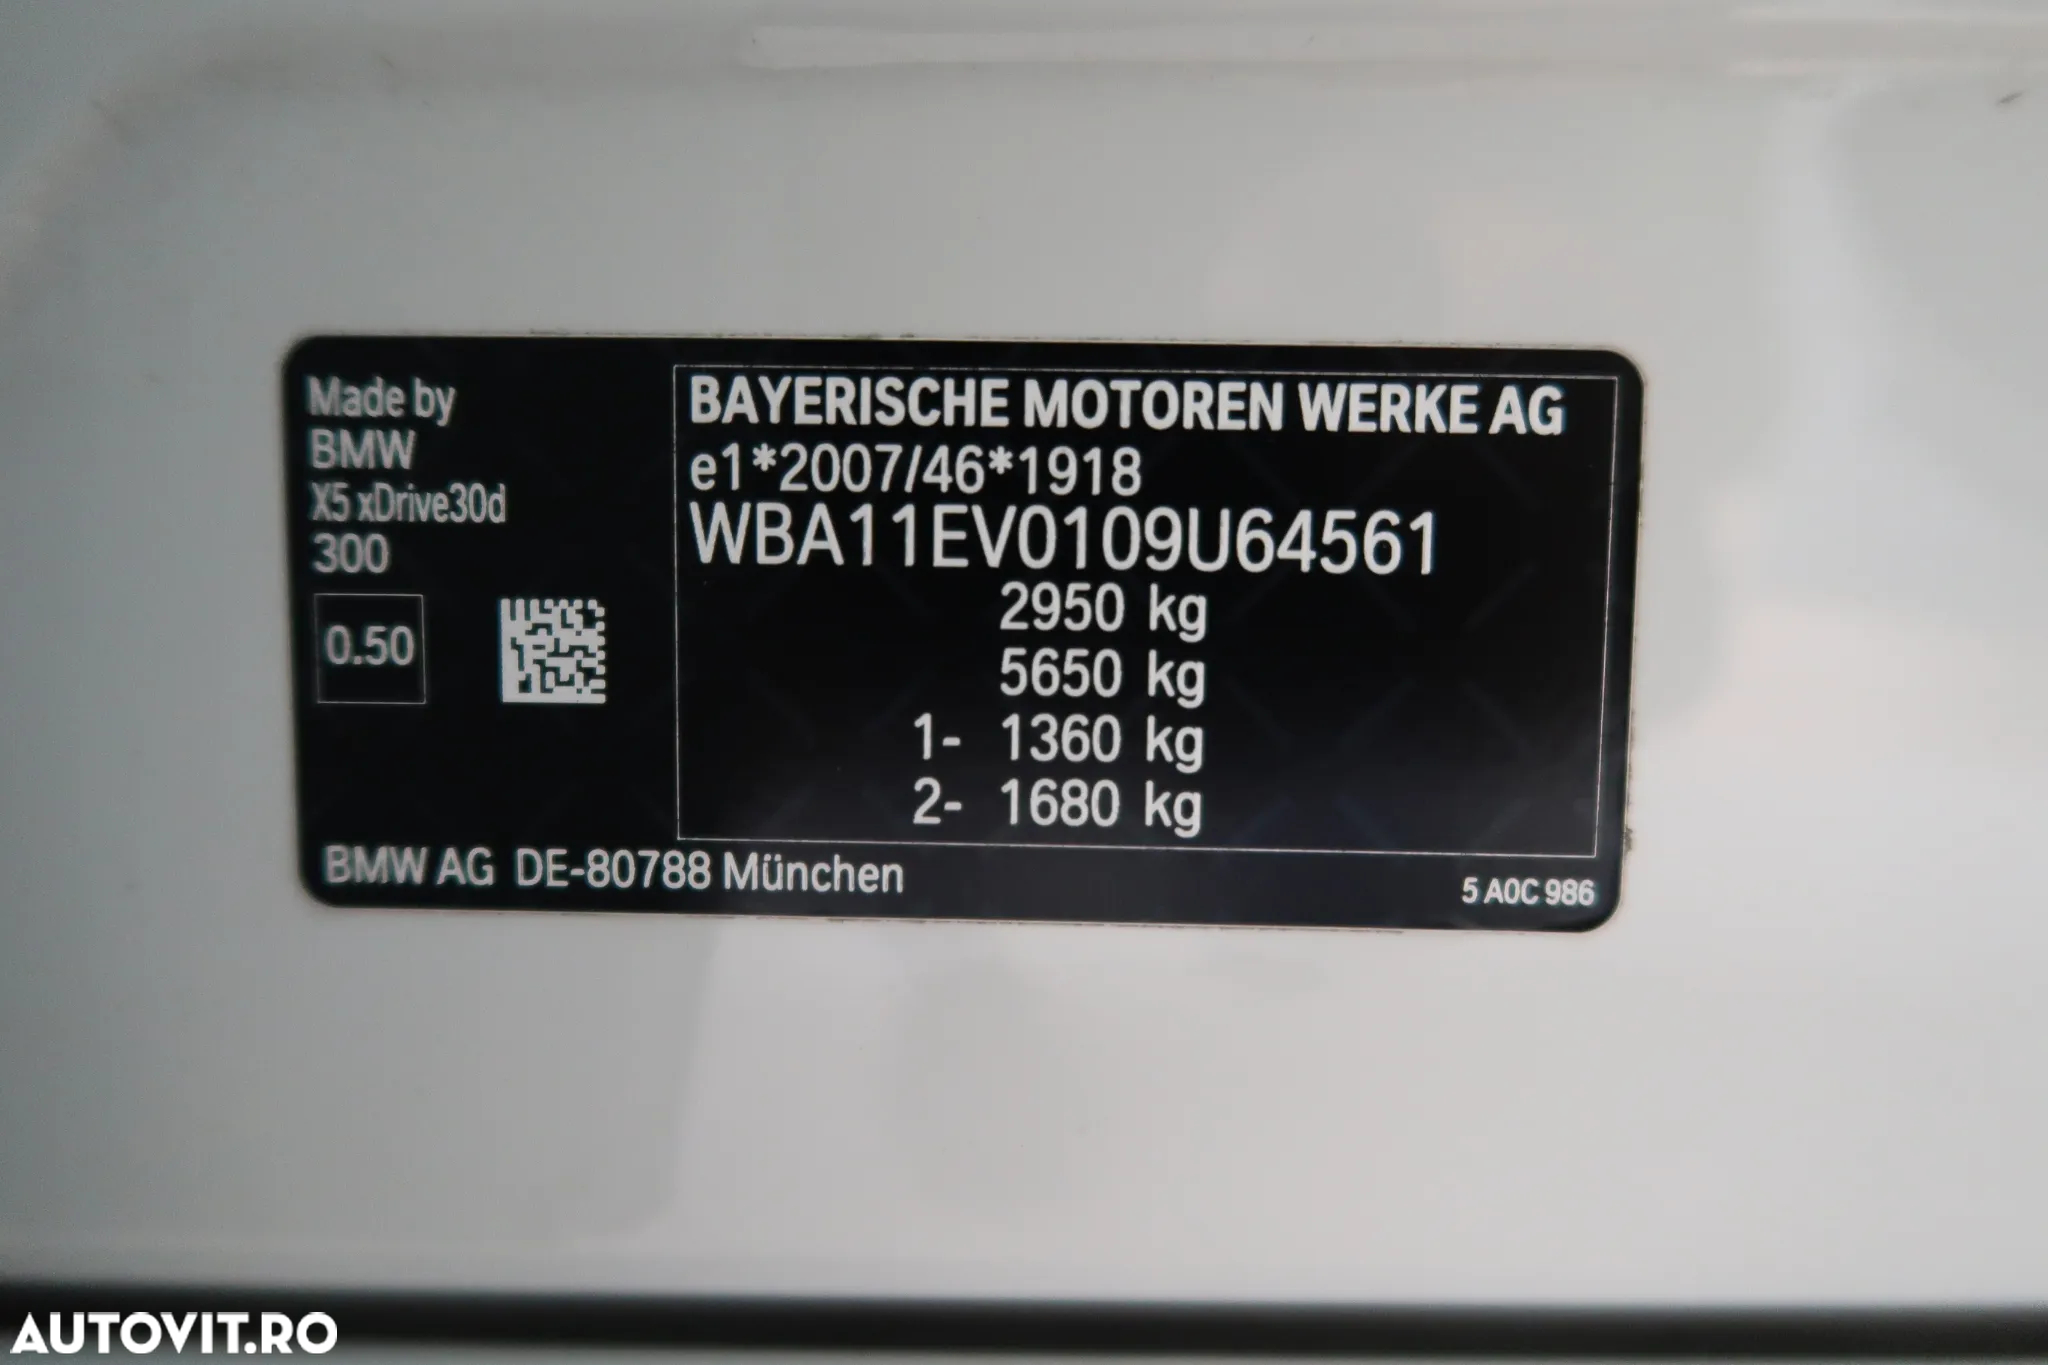 Made by
BMW
X5 xDrive30d
300
0.50
BAYERISCHE MOTOREN WERKE AG
e1*2007/46*1918
WBA11EV0109U64561
2950 kg
5650 kg
1- 1360 kg
2- 1680 kg
BMW AG DE-80788 München
5 A0C 986
AUTOVIT.RO